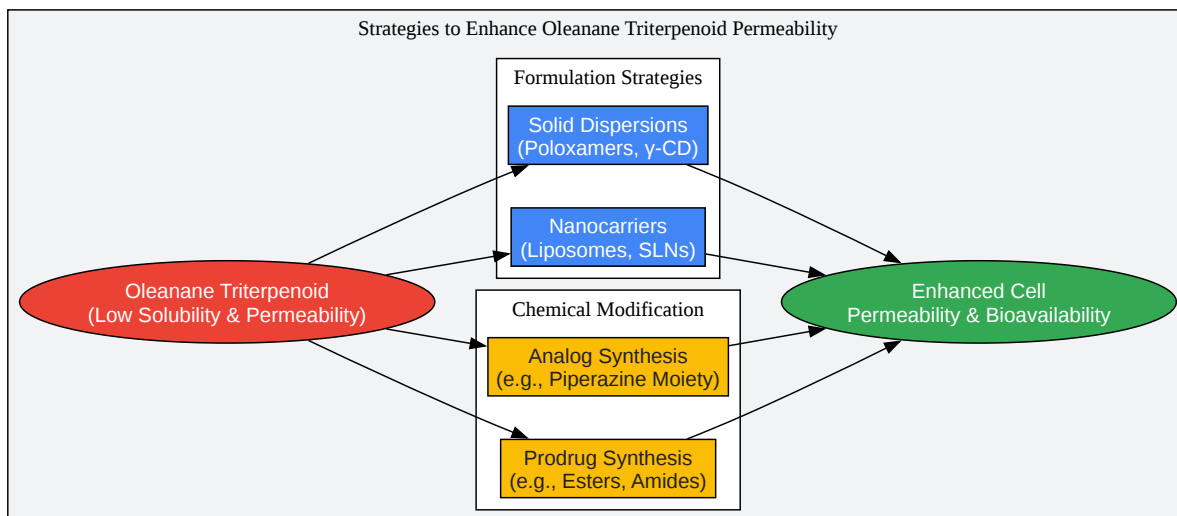 Strategies to Enhance Oleanane Triterpenoid Permeability
Formulation Strategies
Solid Dispersions
(Poloxamers, γ-CD)
Nanocarriers
(Liposomes, SLNs)
Oleanane Triterpenoid
(Low Solubility & Permeability)
Enhanced Cell
Permeability & Bioavailability
Chemical Modification
Analog Synthesis
(e.g., Piperazine Moiety)
Prodrug Synthesis
(e.g., Esters, Amides)